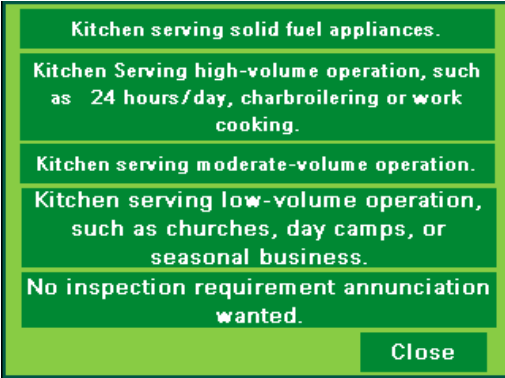 Kitchen serving solid fuel appliances.
Kitchen Serving high-volume operation, such
as 24 hours/day, charbroilering or work
cooking.
Kitchen serving moderate-volume operation.
Kitchen serving low-volume operation,
such as churches, day camps, or
seasonal business.
No inspection requirement annunciation
wanted.
Close